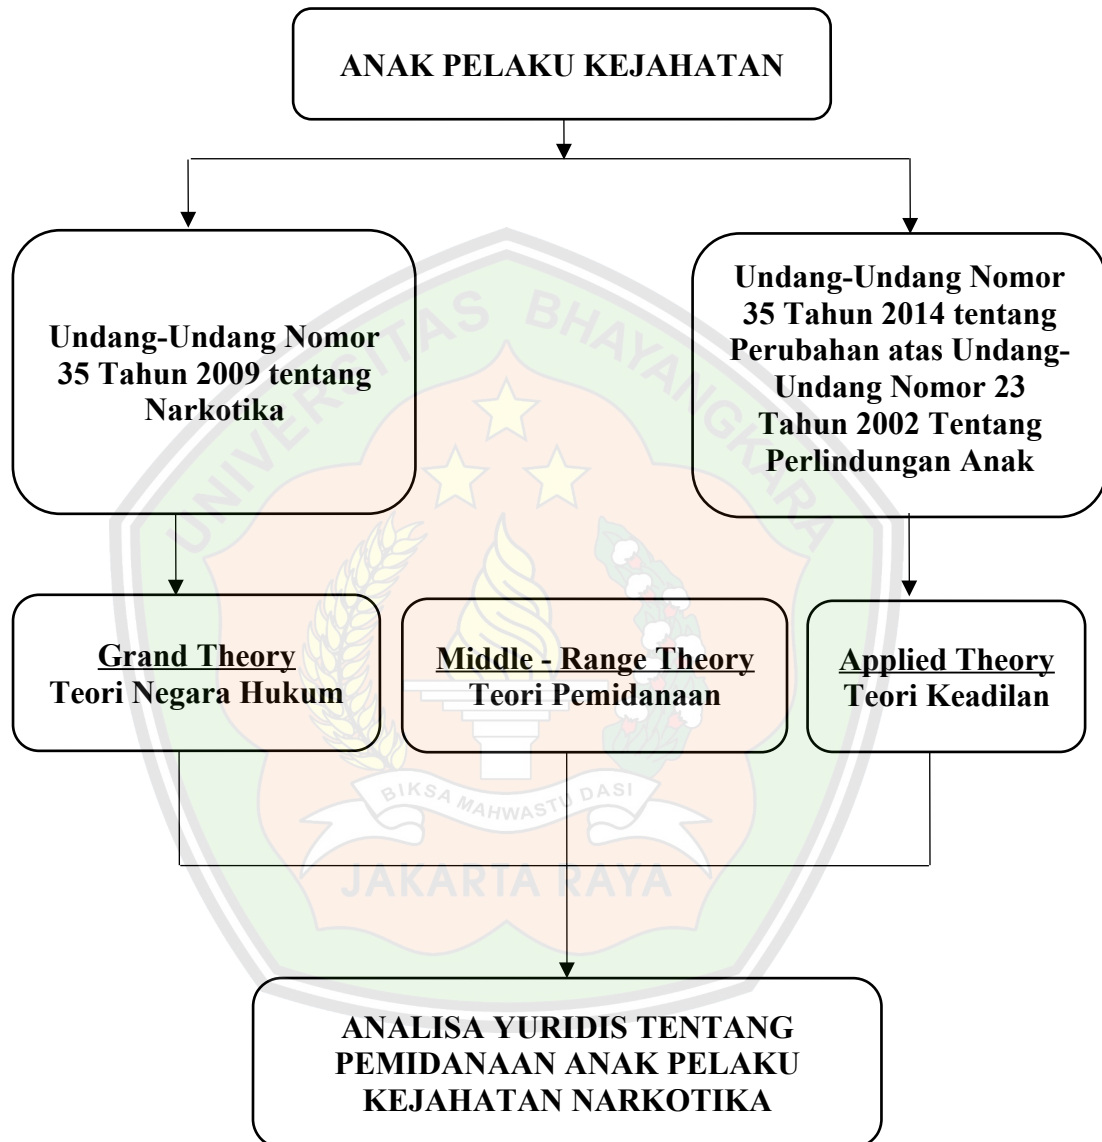 ANAK PELAKU KEJAHATAN
Undang-Undang Nomor
35 Tahun 2009 tentang
Narkotika
Undang-Undang Nomor
35 Tahun 2014 tentang
Perubahan atas Undang-
Undang Nomor 23
Tahun 2002 Tentang
Perlindungan Anak
UNIVERSITAS BHAYANGKARA
Grand Theory
Teori Negara Hukum
Middle - Range Theory
Teori Pemidanaan
Applied Theory
Teori Keadilan
BIKSA MAHWASTU DASI
JAKARTA RAYA
ANALISA YURIDIS TENTANG
PEMIDANAAN ANAK PELAKU
KEJAHATAN NARKOTIKA